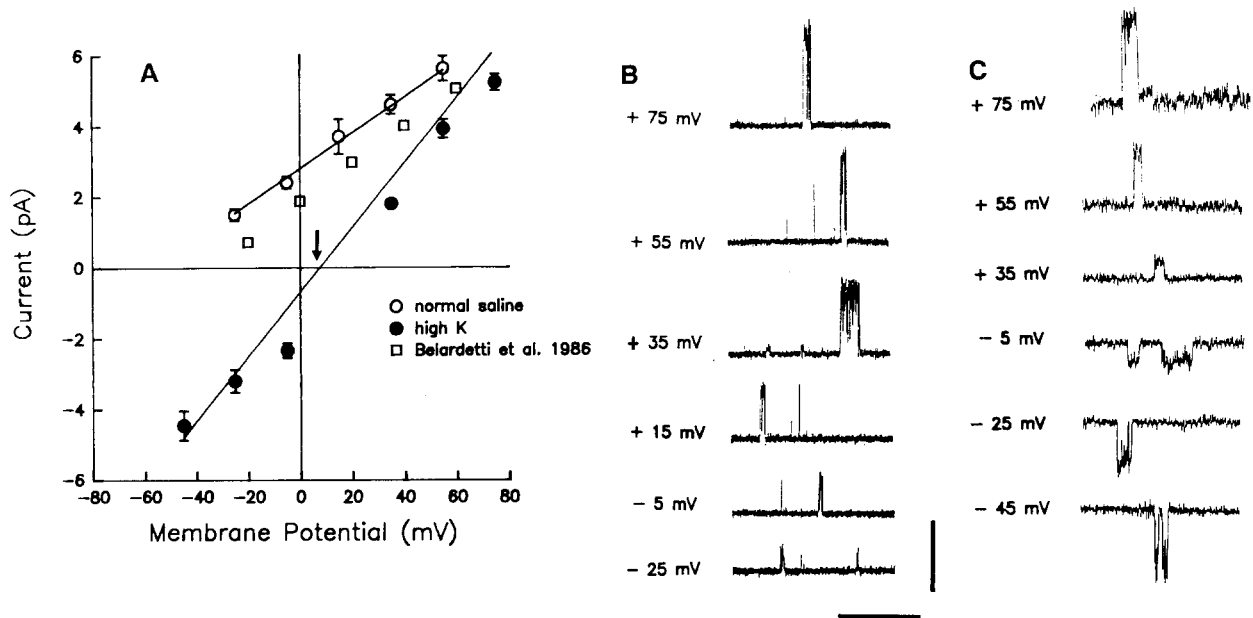 A
6
4
2
0
-2
-4
-6
Current (pA)
-80 -60 -40 -20 0 20 40 60 80
Membrane Potential (mV)
normal saline
high K
Belardetti et al. 1986
B
+ 75 mV
+ 55 mV
+ 35 mV
+ 15 mV
- 5 mV
- 25 mV
C
+ 75 mV
+ 55 mV
+ 35 mV
- 5 mV
- 25 mV
- 45 mV